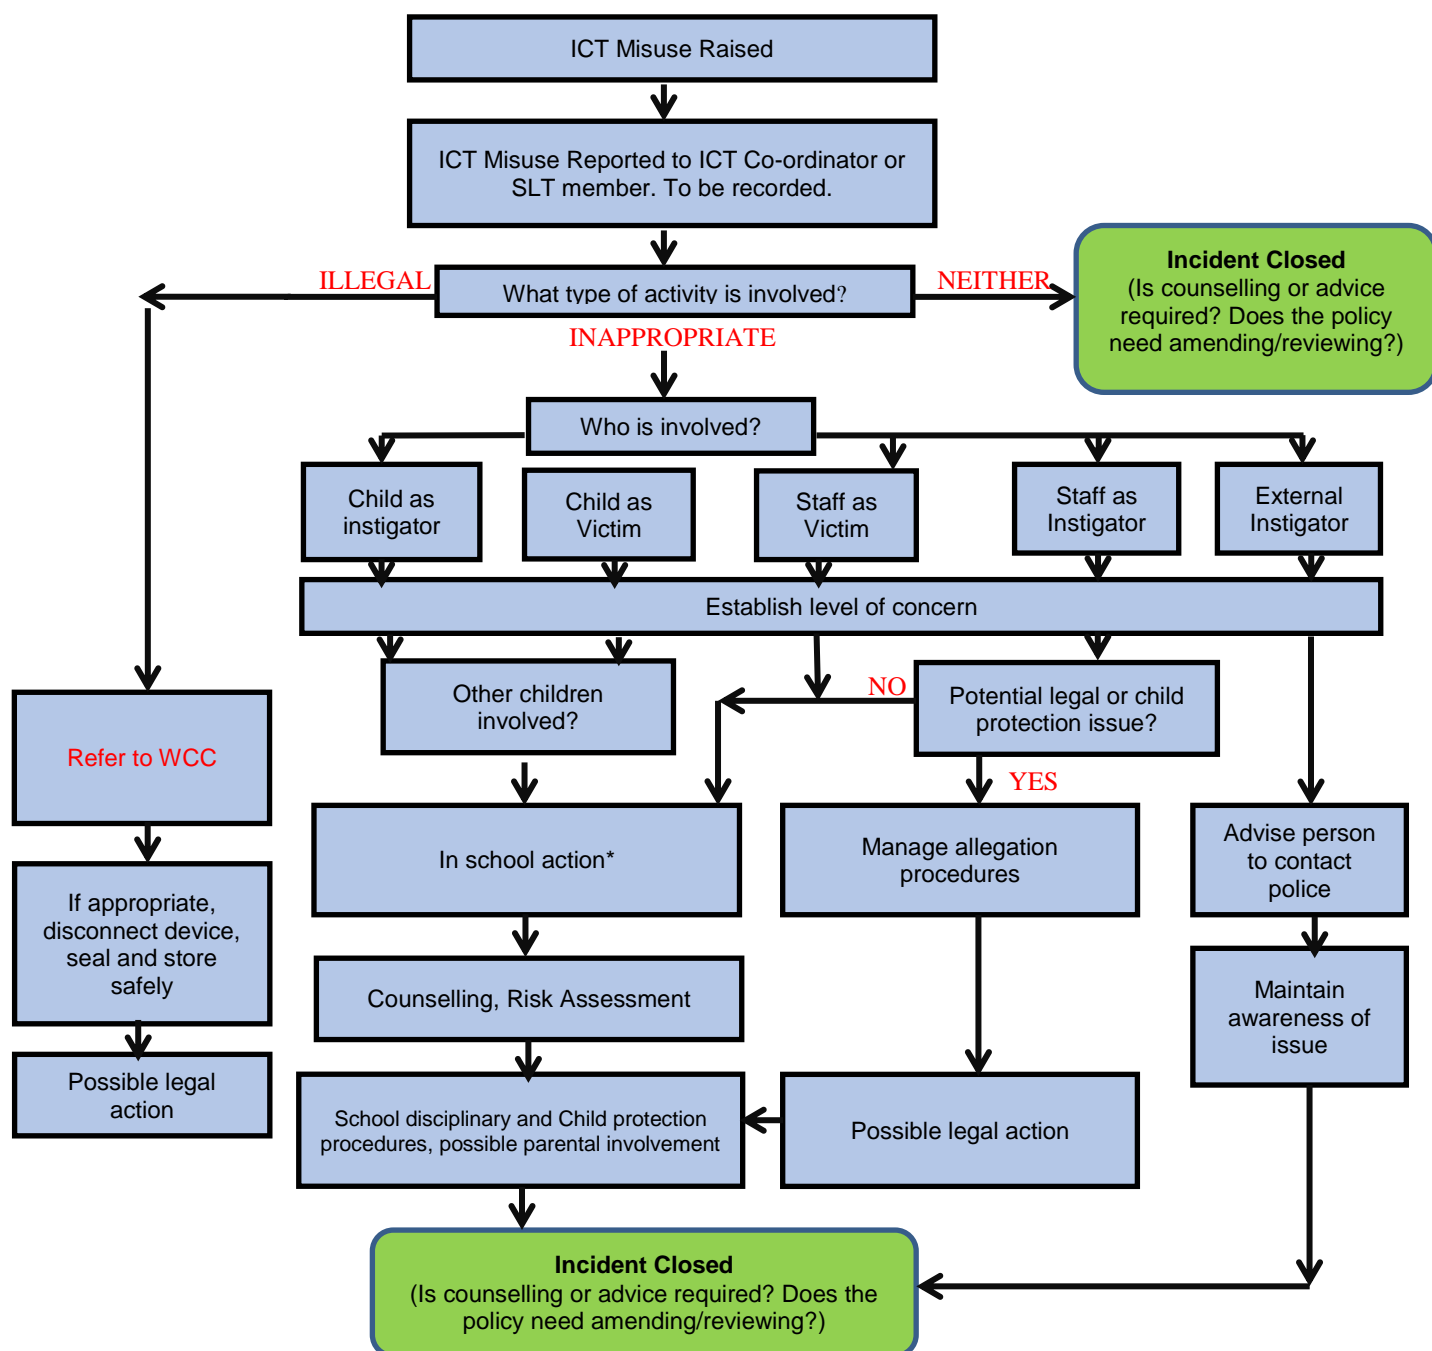 ICT Misuse Raised
ICT Misuse Reported to ICT Co-ordinator or
SLT member. To be recorded.
ILLEGAL
What type of activity is involved?
NEITHER
Incident Closed
(Is counselling or advice
required? Does the policy
need amending/reviewing?)
INAPPROPRIATE
Who is involved?
Child as
instigator
Child as
Victim
Staff as
Victim
Staff as
Instigator
External
Instigator
Establish level of concern
Other children
involved?
NO
Potential legal or child
protection issue?
YES
Refer to WCC
In school action*
Manage allegation
procedures
Advise person
to contact
police
If appropriate,
disconnect device,
seal and store
safely
Counselling, Risk Assessment
Maintain
awareness of
issue
Possible legal
action
School disciplinary and Child protection
procedures, possible parental involvement
Possible legal action
Incident Closed
(Is counselling or advice required? Does the
policy need amending/reviewing?)